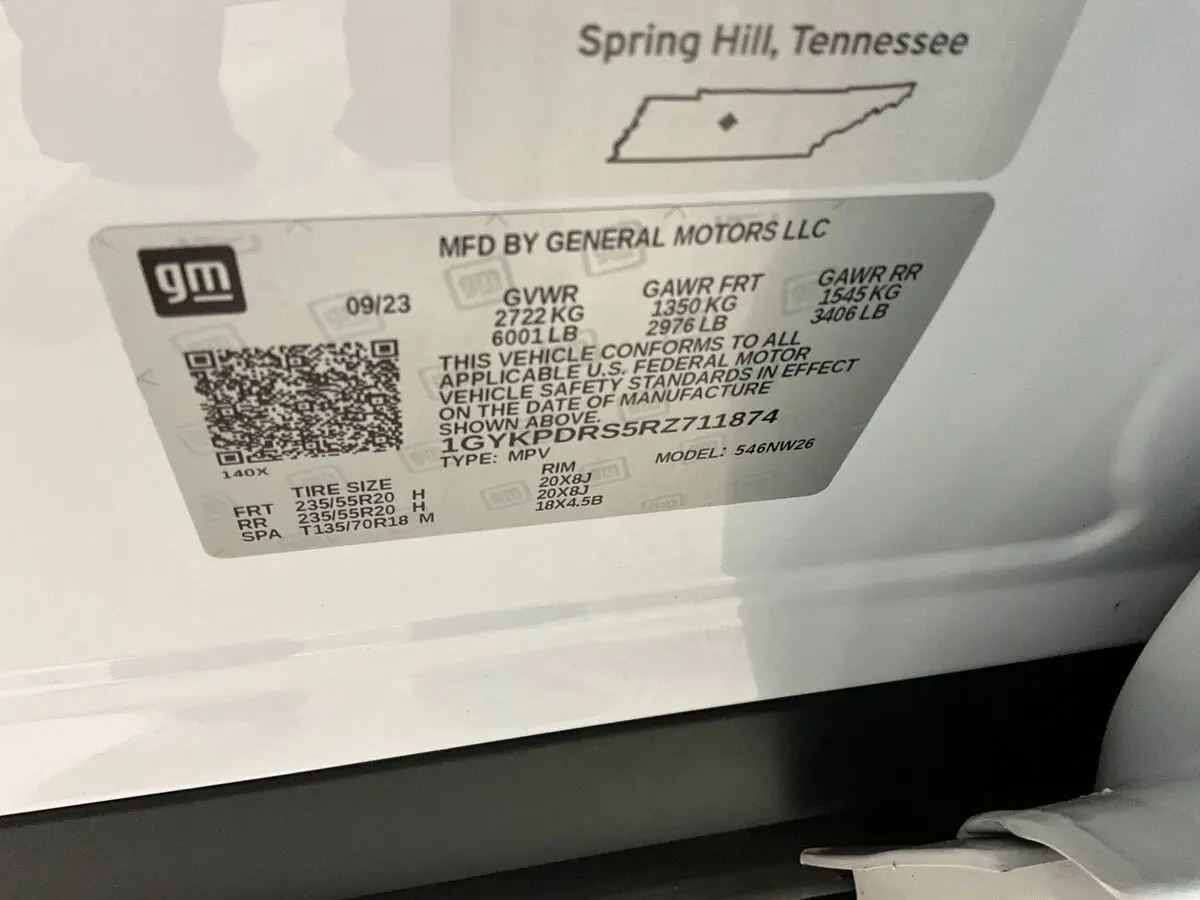 Spring Hill, Tennessee
gm
MFD BY GENERAL MOTORS LLC
09/23
GVWR
2722 KG
6001 LB
GAWR FRT
1350 KG
2976 LB
GAWR RR
1545 KG
3406 LB
THIS VEHICLE CONFORMS TO ALL
APPLICABLE U.S. FEDERAL MOTOR
VEHICLE SAFETY STANDARDS IN EFFECT
ON THE DATE OF MANUFACTURE
SHOWN ABOVE.
1GYKPDRS5RZ711874
TYPE: MPV
MODEL: 546NW26
140X
TIRE SIZE
RIM
FRT 235/55R20 H 20X8J
RR 235/55R20 H 20X8J
SPA T135/70R18 M 18X4.5B